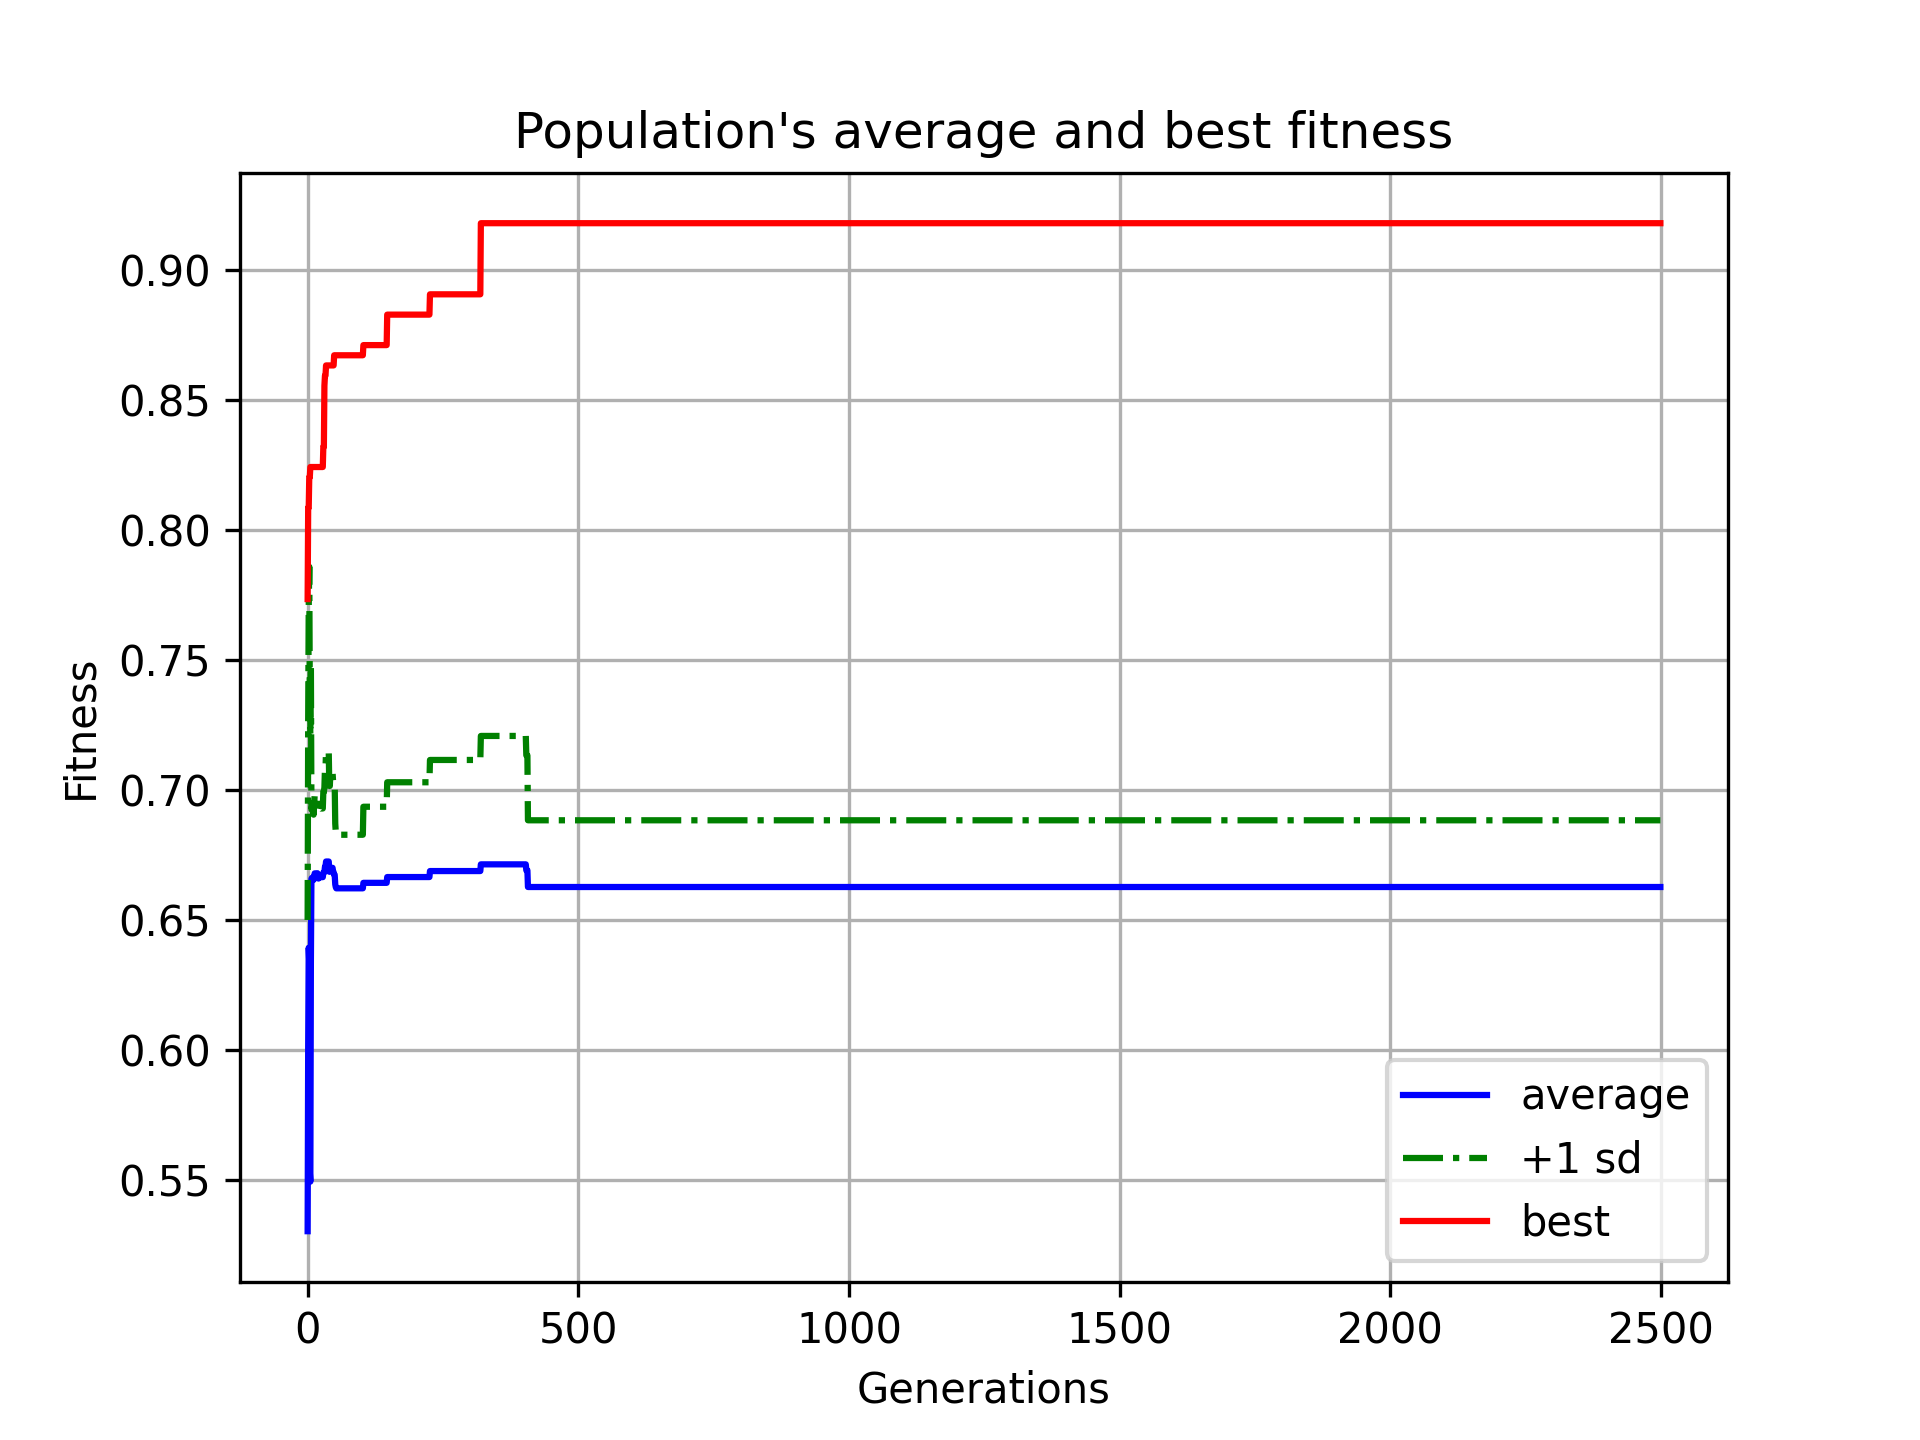 Population's average and best fitness
Fitness
0.90
0.85
0.80
0.75
0.70
0.65
0.60
0.55
0 500 1000 1500 2000 2500
Generations
average
+1 sd
best